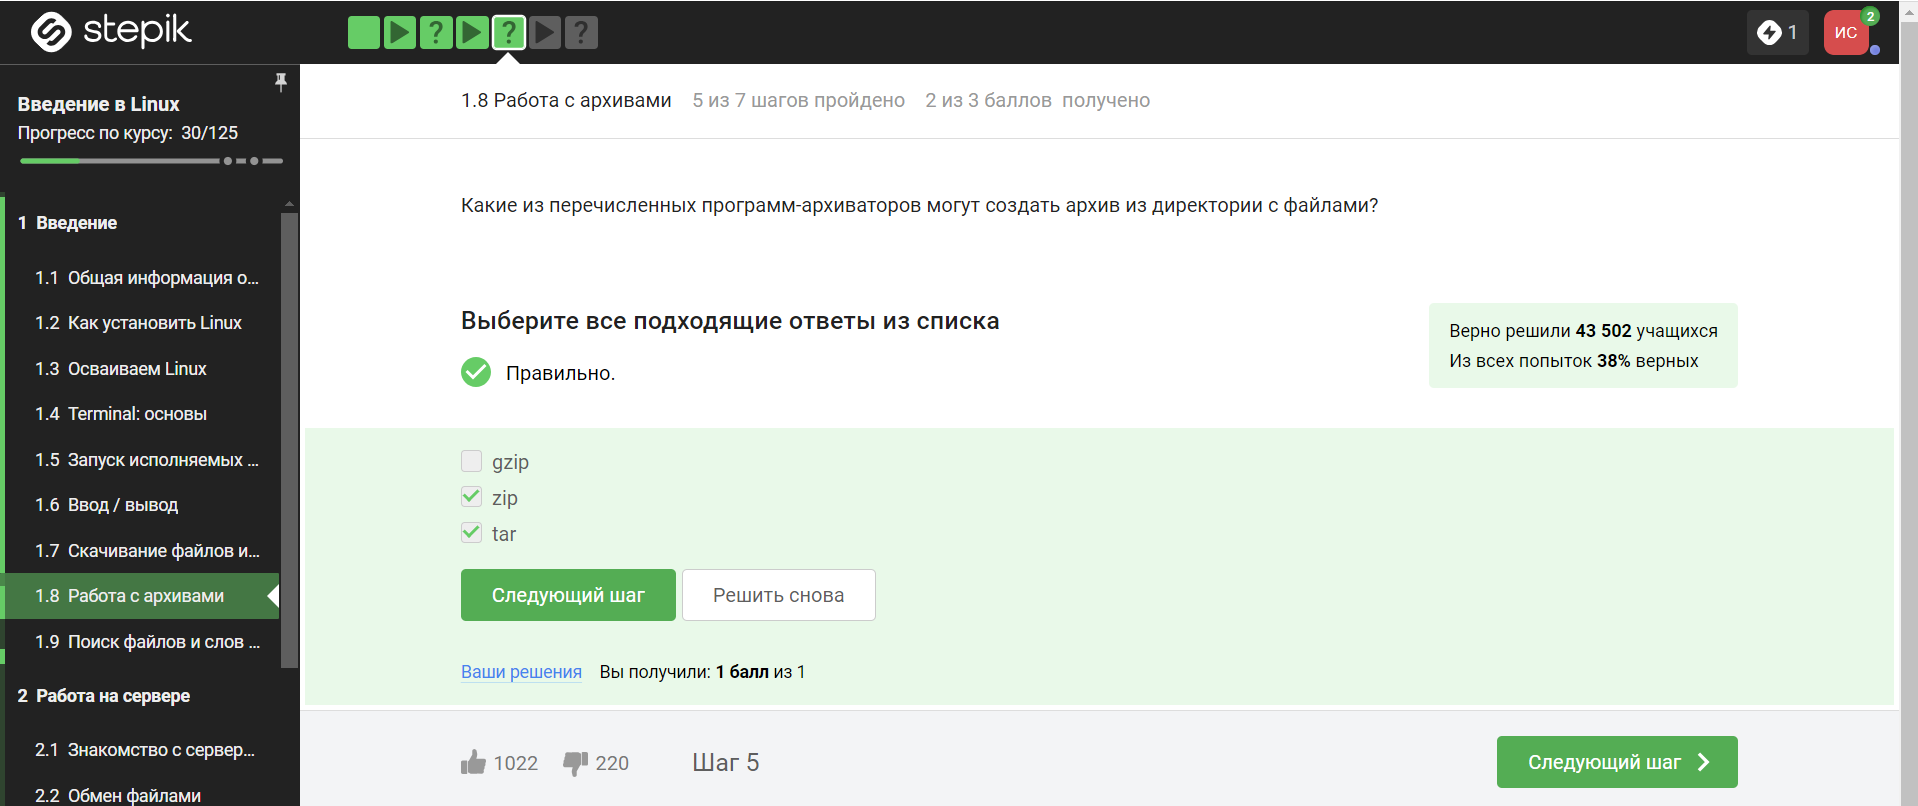 stepik
? ? ?
1
ИС
2
Введение в Linux
Прогресс по курсу: 30/125
1 Введение
1.1 Общая информация о...
1.2 Как установить Linux
1.3 Осваиваем Linux
1.4 Terminal: основы
1.5 Запуск исполняемых ...
1.6 Ввод / вывод
1.7 Скачивание файлов и...
1.8 Работа с архивами
1.9 Поиск файлов и слов ...
2 Работа на сервере
2.1 Знакомство с сервер...
2.2 Обмен файлами
1.8 Работа с архивами 5 из 7 шагов пройдено 2 из 3 баллов получено
Какие из перечисленных программ-архиваторов могут создать архив из директории с файлами?
Выберите все подходящие ответы из списка
Правильно.
Верно решили 43 502 учащихся
Из всех попыток 38% верных
gzip
zip
tar
Следующий шаг Решить снова
Ваши решения Вы получили: 1 балл из 1
1022 220 Шаг 5 Следующий шаг